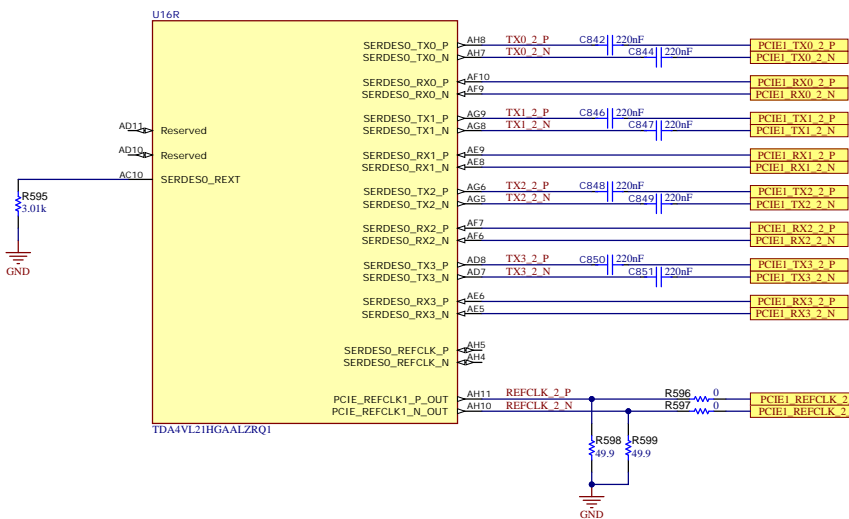 U16R
SERDES0_TX0_P AH8 TX0_2_P C842 220nF PCIE1_TX0_2_P
SERDES0_TX0_N AH7 TX0_2_N C844 220nF PCIE1_TX0_2_N
SERDES0_RX0_P AF10 PCIE1_RX0_2_P
SERDES0_RX0_N AF9 PCIE1_RX0_2_N
SERDES0_TX1_P AG9 TX1_2_P C846 220nF PCIE1_TX1_2_P
AD11 Reserved SERDES0_TX1_N AG8 TX1_2_N C847 220nF PCIE1_TX1_2_N
AD10 Reserved SERDES0_RX1_P AE9 PCIE1_RX1_2_P
SERDES0_RX1_N AE8 PCIE1_RX1_2_N
AC10 SERDES0_REXT
R595
3.01k
GND
SERDES0_TX2_P AG6 TX2_2_P C848 220nF PCIE1_TX2_2_P
SERDES0_TX2_N AG5 TX2_2_N C849 220nF PCIE1_TX2_2_N
SERDES0_RX2_P AF7 PCIE1_RX2_2_P
SERDES0_RX2_N AF6 PCIE1_RX2_2_N
SERDES0_TX3_P AD8 TX3_2_P C850 220nF PCIE1_TX3_2_P
SERDES0_TX3_N AD7 TX3_2_N C851 220nF PCIE1_TX3_2_N
SERDES0_RX3_P AE6 PCIE1_RX3_2_P
SERDES0_RX3_N AE5 PCIE1_RX3_2_N
SERDES0_REFCLK_P AH5
SERDES0_REFCLK_N AH4
PCIE_REFCLK1_P_OUT AH11 REFCLK_2_P R596 0 PCIE1_REFCLK_2
PCIE_REFCLK1_N_OUT AH10 REFCLK_2_N R597 0 PCIE1_REFCLK_2
TDA4VL21HGAALZRQ1
R598 R599
49.9 49.9
GND